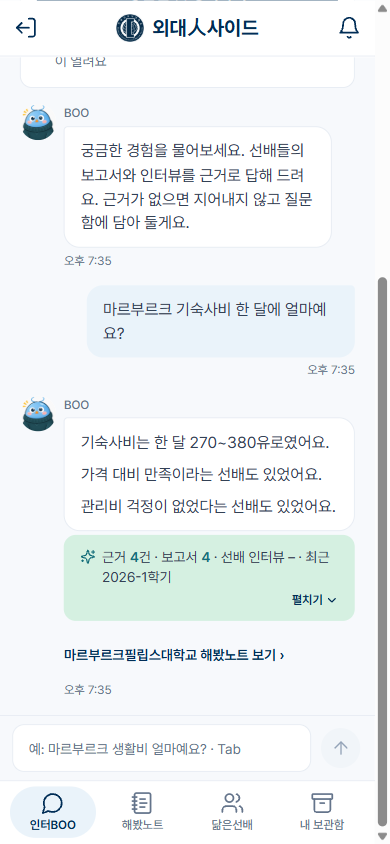 외대人사이드
이 열려요
BOO
궁금한 경험을 물어보세요. 선배들의
보고서와 인터뷰를 근거로 답해 드려
요. 근거가 없으면 지어내지 않고 질문
함에 담아 둘게요.
오후 7:35
마르부르크 기숙사비 한 달에 얼마예
요?
오후 7:35
BOO
기숙사비는 한 달 270~380유로였어요.
가격 대비 만족이라는 선배도 있었어요.
관리비 걱정이 없었다는 선배도 있었어요.
근거 4건 · 보고서 4 · 선배 인터뷰 – · 최근
2026-1학기
펼치기
마르부르크필립스대학교 해봤노트 보기 ›
오후 7:35
예: 마르부르크 생활비 얼마예요? · Tab
인터BOO
해봤노트
닮은선배
내 보관함